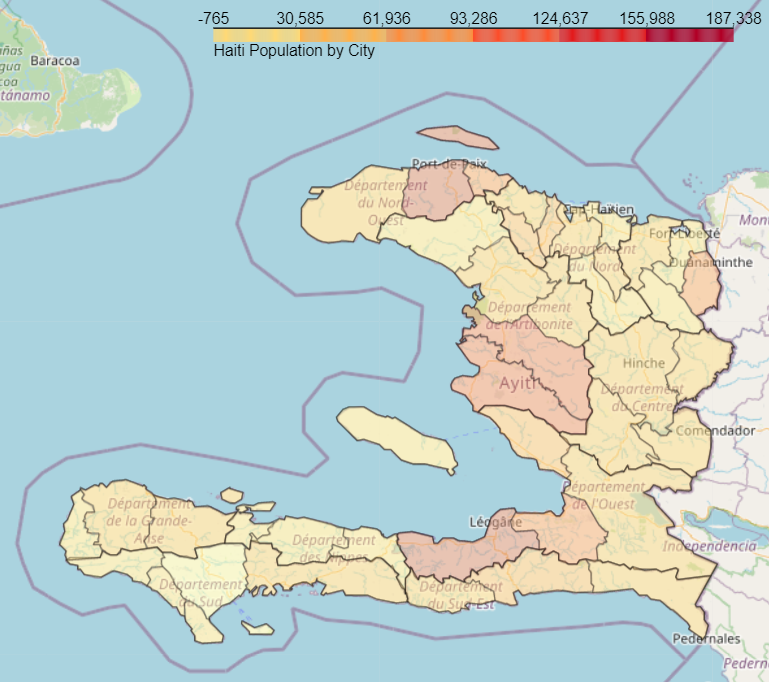 -765 30,585 61,936 93,286 124,637 155,988 187,338
Haiti Population by City
Baracoa
Port-de-Paix
Département
du Nord-
Ouest
Cap-Haïtien
Fort-Liberté
Ouanaminthe
Département
du Nord
Département
de l'Artibonite
Hinche
Ayiti
Département
du Centre
Comendador
Département
de l'Ouest
Léogâne
Département
de la Grande-
Anse
Département
des Nippes
Independencia
Département
du Sud
Département
du Sud-Est
Pedernales